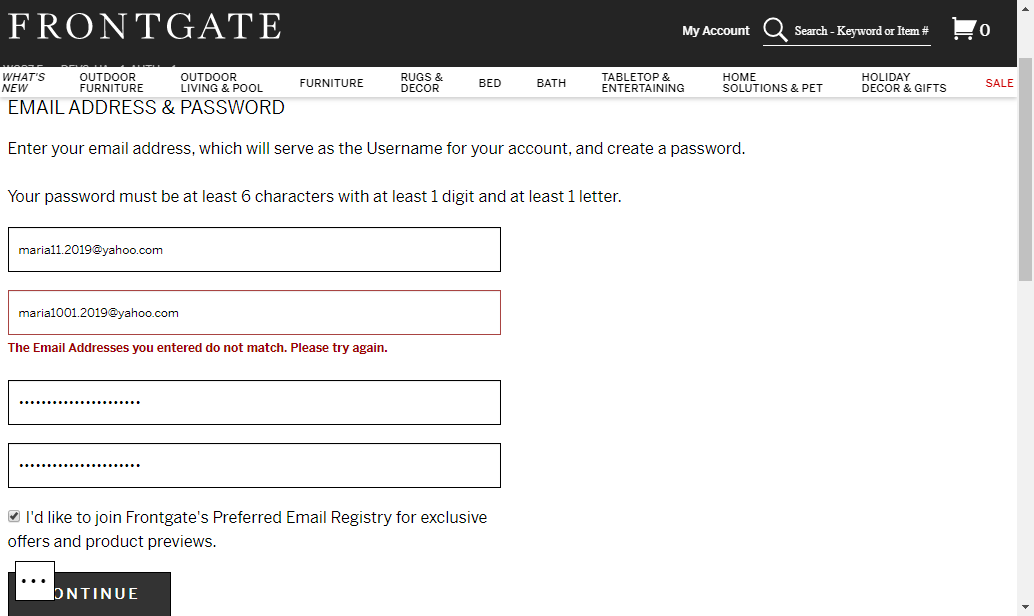 FRONTGATE
My Account
Search - Keyword or Item #
0
WHAT'S
NEW
OUTDOOR
FURNITURE
OUTDOOR
LIVING & POOL
FURNITURE
RUGS &
DECOR
BED
BATH
TABLETOP &
ENTERTAINING
HOME
SOLUTIONS & PET
HOLIDAY
DECOR & GIFTS
SALE
EMAIL ADDRESS & PASSWORD
Enter your email address, which will serve as the Username for your account, and create a password.
Your password must be at least 6 characters with at least 1 digit and at least 1 letter.
maria11.2019@yahoo.com
maria1001.2019@yahoo.com
The Email Addresses you entered do not match. Please try again.
••••••••••••••••••••••
••••••••••••••••••••••
I'd like to join Frontgate's Preferred Email Registry for exclusive
offers and product previews.
••• ONTINUE